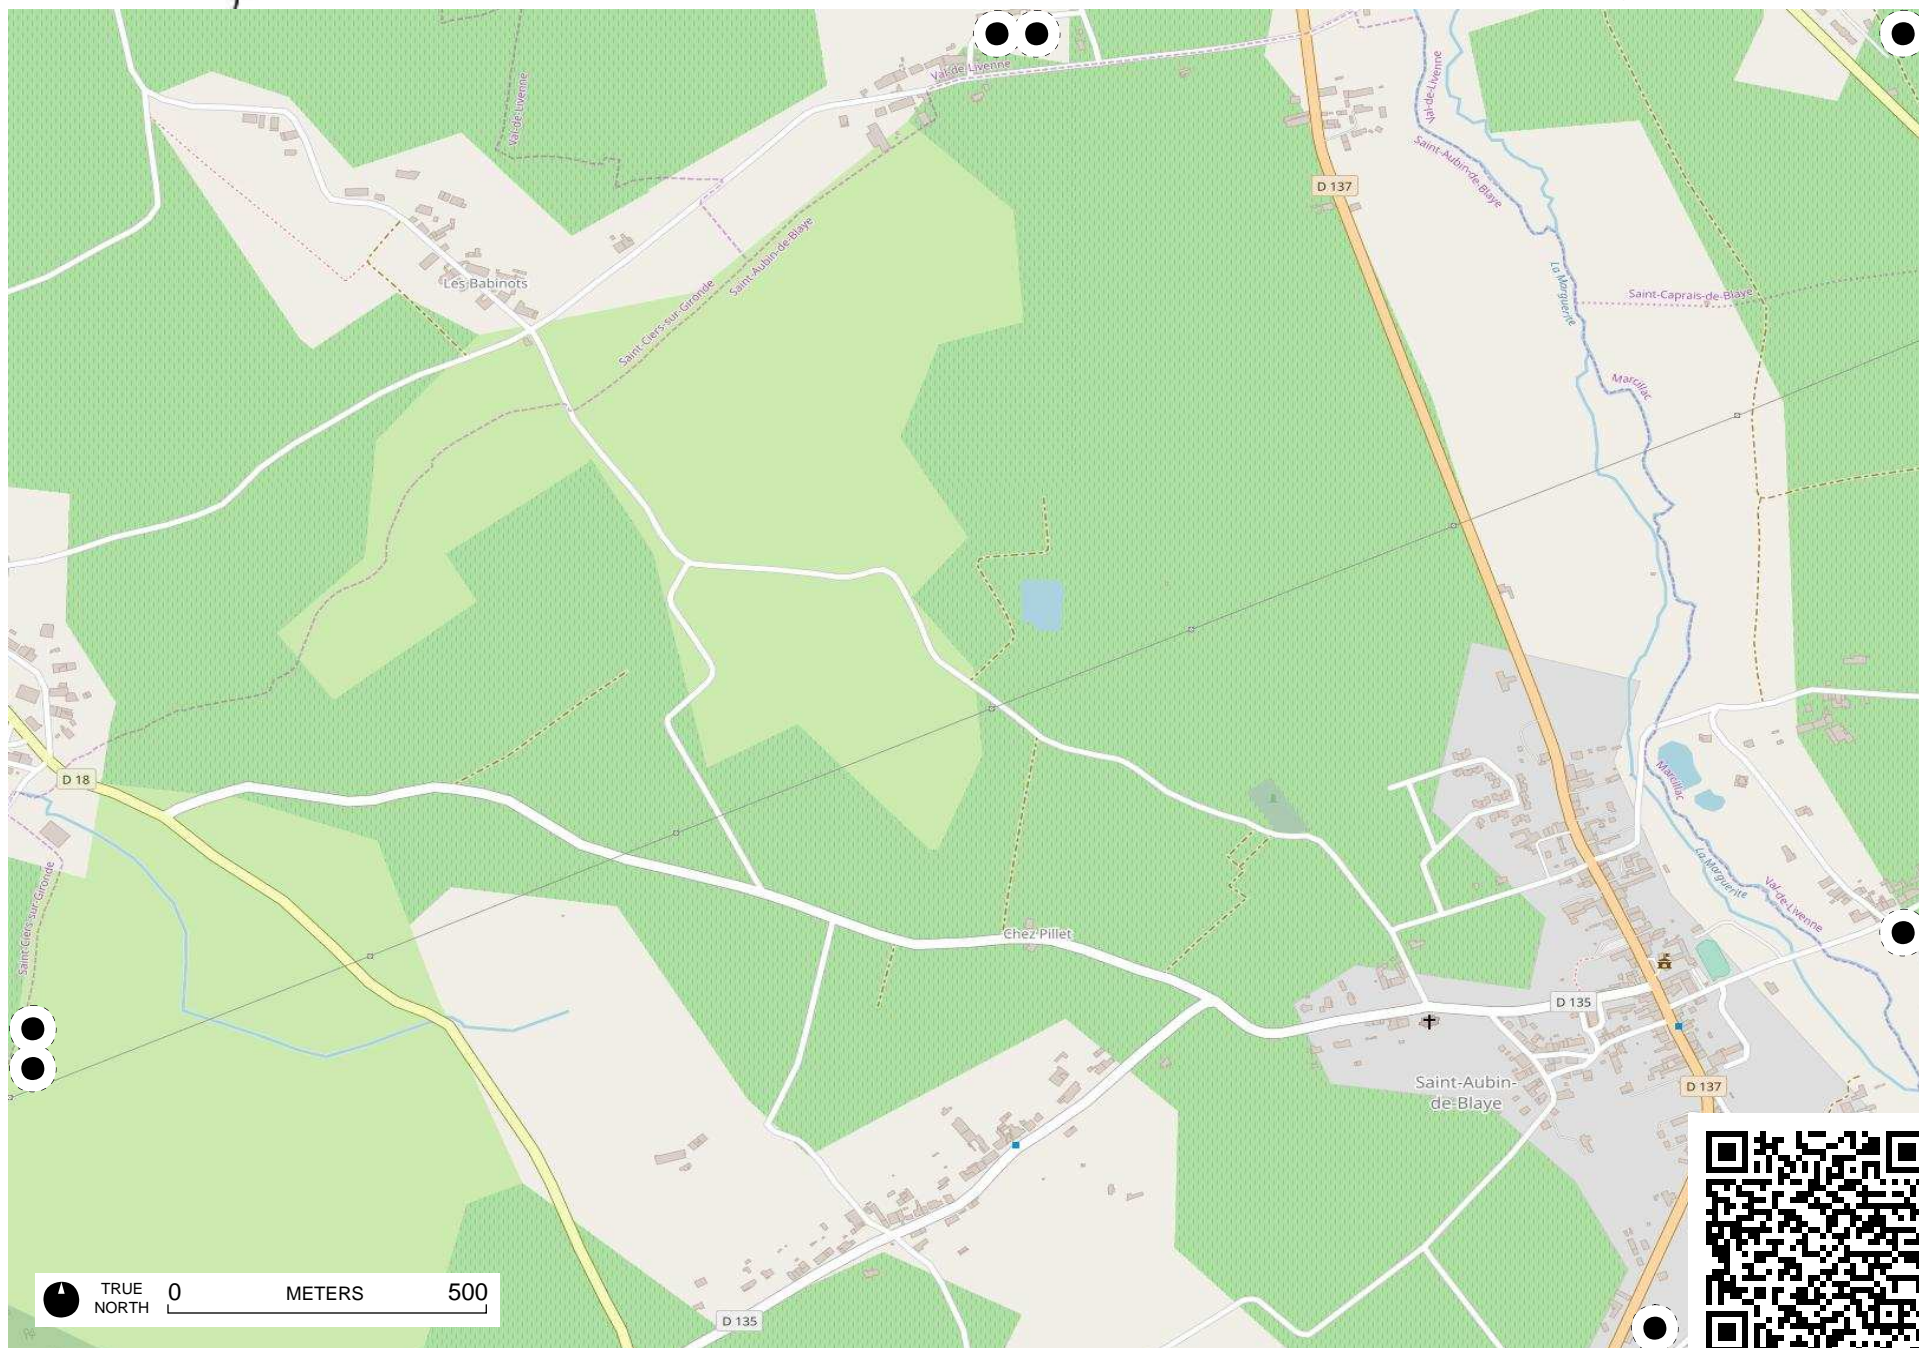 Val-de-Livenne
Val-de-Livenne
Val-de-Livenne
Saint-Aubin-de-Blaye
D 137
Saint-Aubin-de-Blaye
Les Babinots
Saint-Ciers-sur-Gironde
La Marguerite
Saint-Caprais-de-Blaye
Marcillac
D 18
Marcillac
La Marguerite
Val-de-Livenne
Saint-Ciers-sur-Gironde
Chez Pillet
D 135
Saint-Aubin-
de-Blaye
D 137
TRUE
NORTH
0 METERS 500
D 135